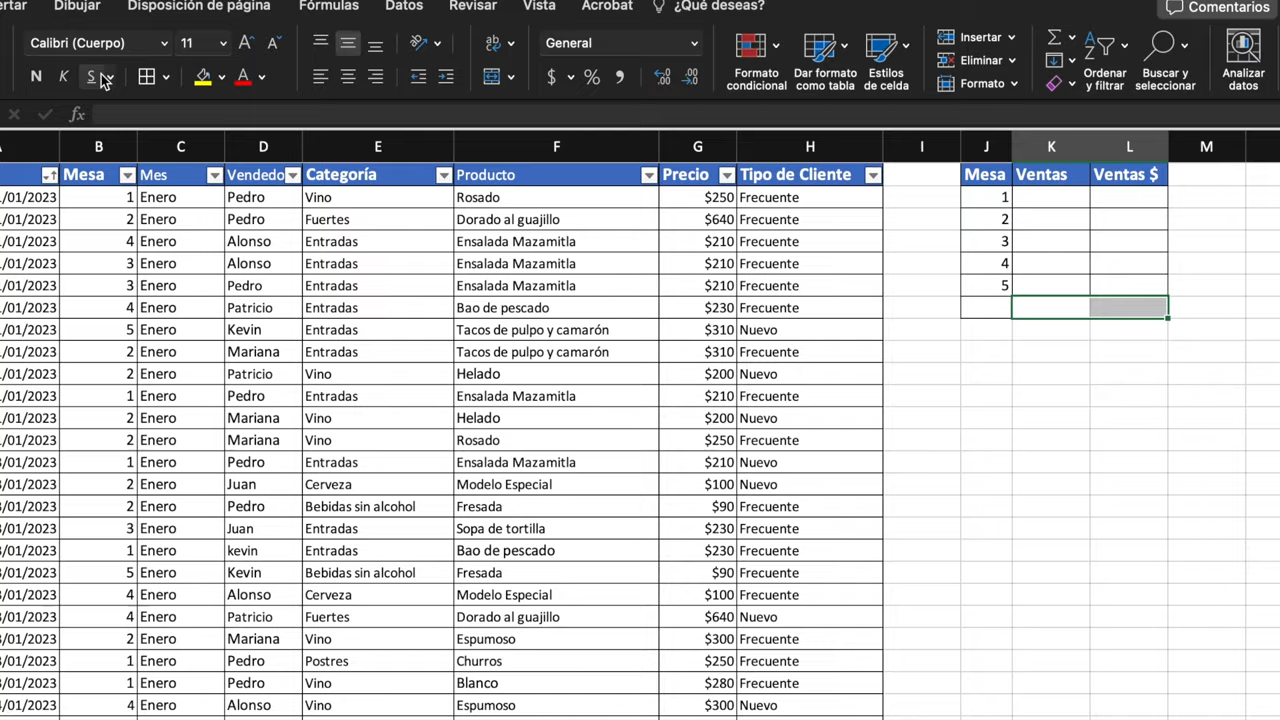 Dibujar Disposición de página Fórmulas Datos Revisar Vista Acrobat ¿Qué deseas? Comentarios
Calibri (Cuerpo) 11 General Insertar
N K S $ % Formato condicional Dar formato como tabla Estilos de celda Eliminar Formato Ordenar y filtrar Buscar y seleccionar Analizar datos
fx
B C D E F G H I J K L M
Mesa Mes Vendedo Categoría Producto Precio Tipo de Cliente Mesa Ventas Ventas $
/01/2023 1 Enero Pedro Vino Rosado $250 Frecuente 1
/01/2023 2 Enero Pedro Fuertes Dorado al guajillo $640 Frecuente 2
/01/2023 4 Enero Alonso Entradas Ensalada Mazamitla $210 Frecuente 3
/01/2023 3 Enero Alonso Entradas Ensalada Mazamitla $210 Frecuente 4
/01/2023 3 Enero Pedro Entradas Ensalada Mazamitla $210 Frecuente 5
/01/2023 4 Enero Patricio Entradas Bao de pescado $230 Frecuente
/01/2023 5 Enero Kevin Entradas Tacos de pulpo y camarón $310 Nuevo
/01/2023 2 Enero Mariana Entradas Tacos de pulpo y camarón $310 Nuevo
/01/2023 2 Enero Patricio Vino Helado $200 Nuevo
/01/2023 1 Enero Pedro Entradas Ensalada Mazamitla $210 Frecuente
/01/2023 2 Enero Mariana Vino Helado $200 Nuevo
/01/2023 2 Enero Mariana Vino Rosado $250 Frecuente
/01/2023 1 Enero Pedro Entradas Ensalada Mazamitla $210 Nuevo
/01/2023 2 Enero Juan Cerveza Modelo Especial $100 Nuevo
/01/2023 2 Enero Pedro Bebidas sin alcohol Fresada $90 Frecuente
/01/2023 3 Enero Juan Entradas Sopa de tortilla $230 Frecuente
/01/2023 1 Enero kevin Entradas Bao de pescado $230 Frecuente
/01/2023 5 Enero Kevin Bebidas sin alcohol Fresada $90 Frecuente
/01/2023 4 Enero Alonso Cerveza Modelo Especial $100 Frecuente
/01/2023 4 Enero Patricio Fuertes Dorado al guajillo $640 Nuevo
/01/2023 2 Enero Mariana Vino Espumoso $300 Frecuente
/01/2023 1 Enero Pedro Postres Churros $250 Frecuente
/01/2023 1 Enero Pedro Vino Blanco $280 Frecuente
/01/2023 4 Enero Alonso Vino Espumoso $300 Nuevo